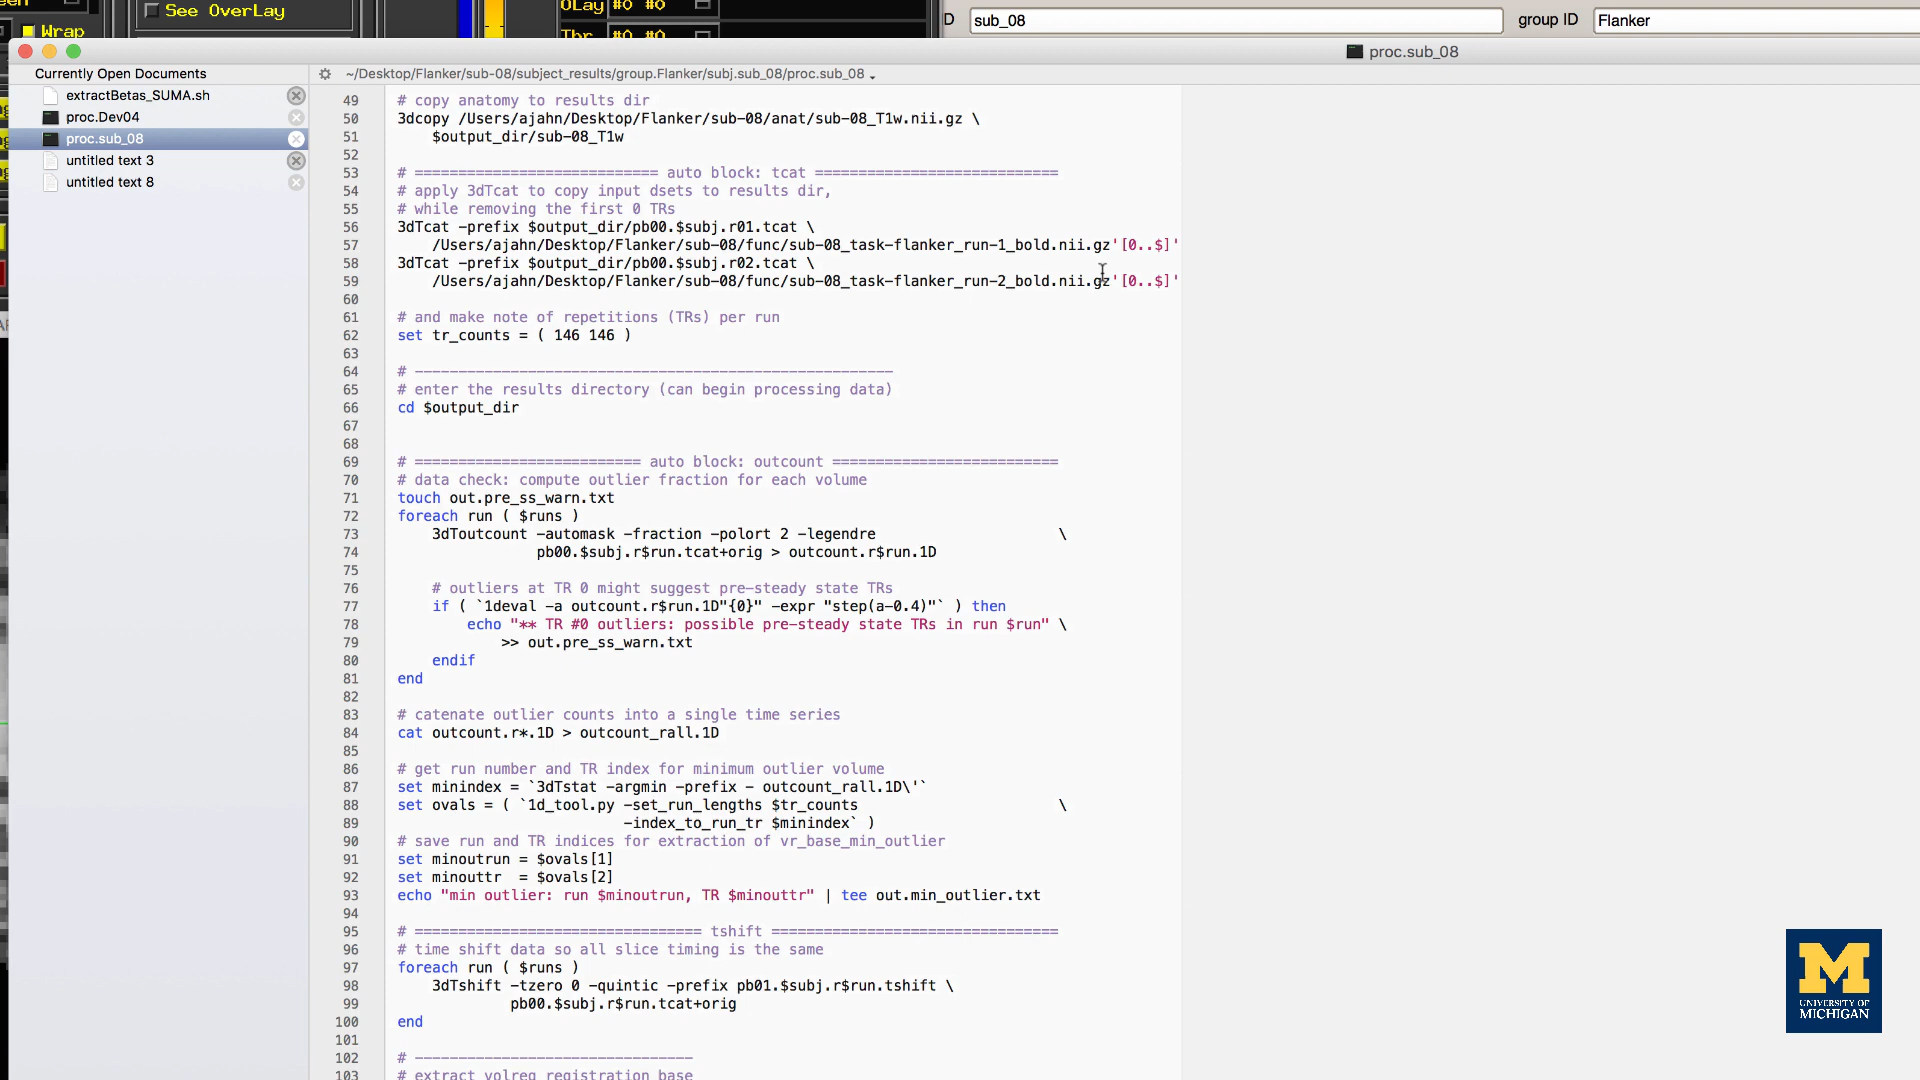 See OverLay
Wrap
OLay #0 #0
Thr #0 #0
D sub_08 group ID Flanker
proc.sub_08
Currently Open Documents
~/Desktop/Flanker/sub-08/subject_results/group.Flanker/subj.sub_08/proc.sub_08
extractBetas_SUMA.sh
proc.Dev04
proc.sub_08
untitled text 3
untitled text 8
49 # copy anatomy to results dir
50 3dcopy /Users/ajahn/Desktop/Flanker/sub-08/anat/sub-08_T1w.nii.gz \
51 $output_dir/sub-08_T1w
52
53 # ============================ auto block: tcat ============================
54 # apply 3dTcat to copy input dsets to results dir,
55 # while removing the first 0 TRs
56 3dTcat -prefix $output_dir/pb00.$subj.r01.tcat \
57 /Users/ajahn/Desktop/Flanker/sub-08/func/sub-08_task-flanker_run-1_bold.nii.gz'[0..$]'
58 3dTcat -prefix $output_dir/pb00.$subj.r02.tcat \
59 /Users/ajahn/Desktop/Flanker/sub-08/func/sub-08_task-flanker_run-2_bold.nii.gz'[0..$]'
60
61 # and make note of repetitions (TRs) per run
62 set tr_counts = ( 146 146 )
63
64 # -------------------------------------------------------
65 # enter the results directory (can begin processing data)
66 cd $output_dir
67
68
69 # ========================== auto block: outcount ==========================
70 # data check: compute outlier fraction for each volume
71 touch out.pre_ss_warn.txt
72 foreach run ( $runs )
73 3dToutcount -automask -fraction -polort 2 -legendre \
74 pb00.$subj.r$run.tcat+orig > outcount.r$run.1D
75
76 # outliers at TR 0 might suggest pre-steady state TRs
77 if ( `1deval -a outcount.r$run.1D"{0}" -expr "step(a-0.4)"` ) then
78 echo "** TR #0 outliers: possible pre-steady state TRs in run $run" \
79 >> out.pre_ss_warn.txt
80 endif
81 end
82
83 # catenate outlier counts into a single time series
84 cat outcount.r*.1D > outcount_rall.1D
85
86 # get run number and TR index for minimum outlier volume
87 set minindex = `3dTstat -argmin -prefix - outcount_rall.1D\'`
88 set ovals = ( `1d_tool.py -set_run_lengths $tr_counts \
89 -index_to_run_tr $minindex` )
90 # save run and TR indices for extraction of vr_base_min_outlier
91 set minoutrun = $ovals[1]
92 set minouttr  = $ovals[2]
93 echo "min outlier: run $minoutrun, TR $minouttr" | tee out.min_outlier.txt
94
95 # ================================= tshift =================================
96 # time shift data so all slice timing is the same
97 foreach run ( $runs )
98 3dTshift -tzero 0 -quintic -prefix pb01.$subj.r$run.tshift \
99 pb00.$subj.r$run.tcat+orig
100 end
101
102 # --------------------------------
103 # extract volreg registration base
M
UNIVERSITY OF
MICHIGAN